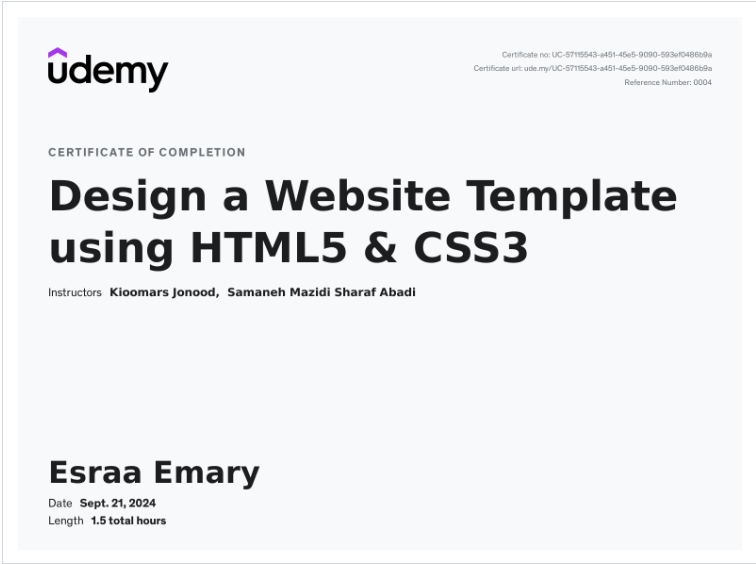 udemy
Certificate no: UC-57115543-a451-45e5-9090-593ef0486b9a
Certificate url: ude.my/UC-57115543-a451-45e5-9090-593ef0486b9a
Reference Number: 0004
CERTIFICATE OF COMPLETION
Design a Website Template
using HTML5 & CSS3
Instructors Kioomars Jonood, Samaneh Mazidi Sharaf Abadi
Esraa Emary
Date Sept. 21, 2024
Length 1.5 total hours